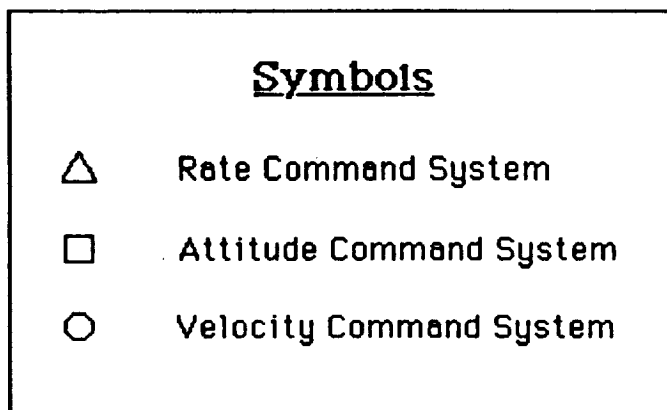 Symbols
Rate Command System
Attitude Command System
Velocity Command System